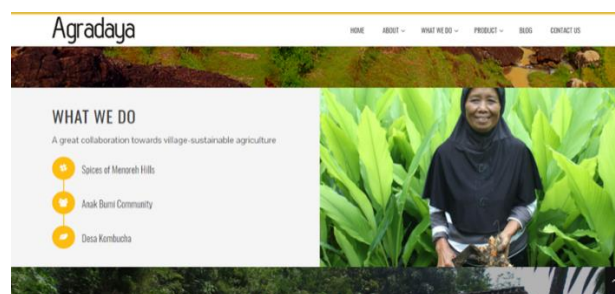 Agradaya
HOME ABOUT WHAT WE DO PRODUCT BLOG CONTACT US
WHAT WE DO
A great collaboration towards village-sustainable agriculture
Spices of Menoreh Hills
Anak Bumi Community
Desa Kombucha